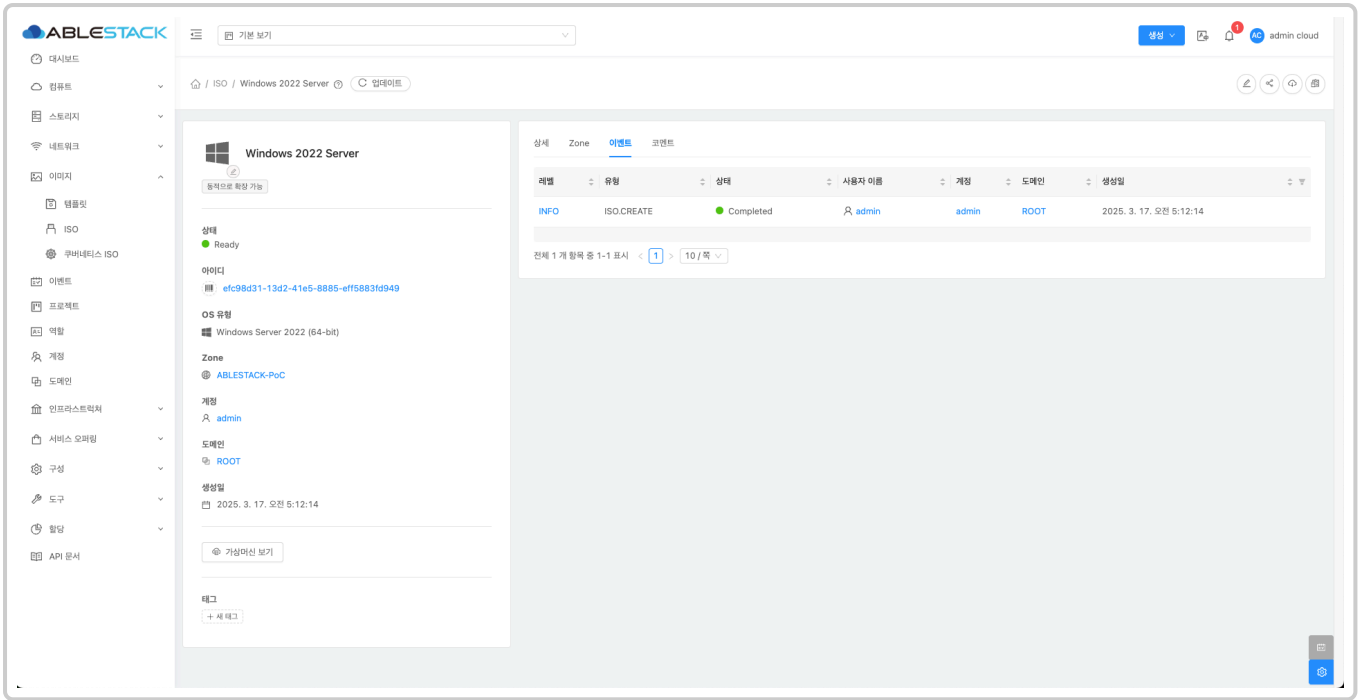 ABLESTACK
기본 보기
생성
1
AC
admin cloud
대시보드
컴퓨트
스토리지
네트워크
이미지
템플릿
ISO
쿠버네티스 ISO
이벤트
프로젝트
역할
계정
도메인
인프라스트럭쳐
서비스 오퍼링
구성
도구
할당
API 문서
/ ISO / Windows 2022 Server
업데이트
Windows 2022 Server
동적으로 확장 가능
상태
Ready
아이디
efc98d31-13d2-41e5-8885-eff5883fd949
OS 유형
Windows Server 2022 (64-bit)
Zone
ABLESTACK-PoC
계정
admin
도메인
ROOT
생성일
2025. 3. 17. 오전 5:12:14
가상머신 보기
태그
+ 새 태그
상세 Zone 이벤트 코멘트
레벨 유형 상태 사용자 이름 계정 도메인 생성일
INFO ISO.CREATE Completed admin admin ROOT 2025. 3. 17. 오전 5:12:14
전체 1 개 항목 중 1-1 표시 < 1 > 10 / 쪽